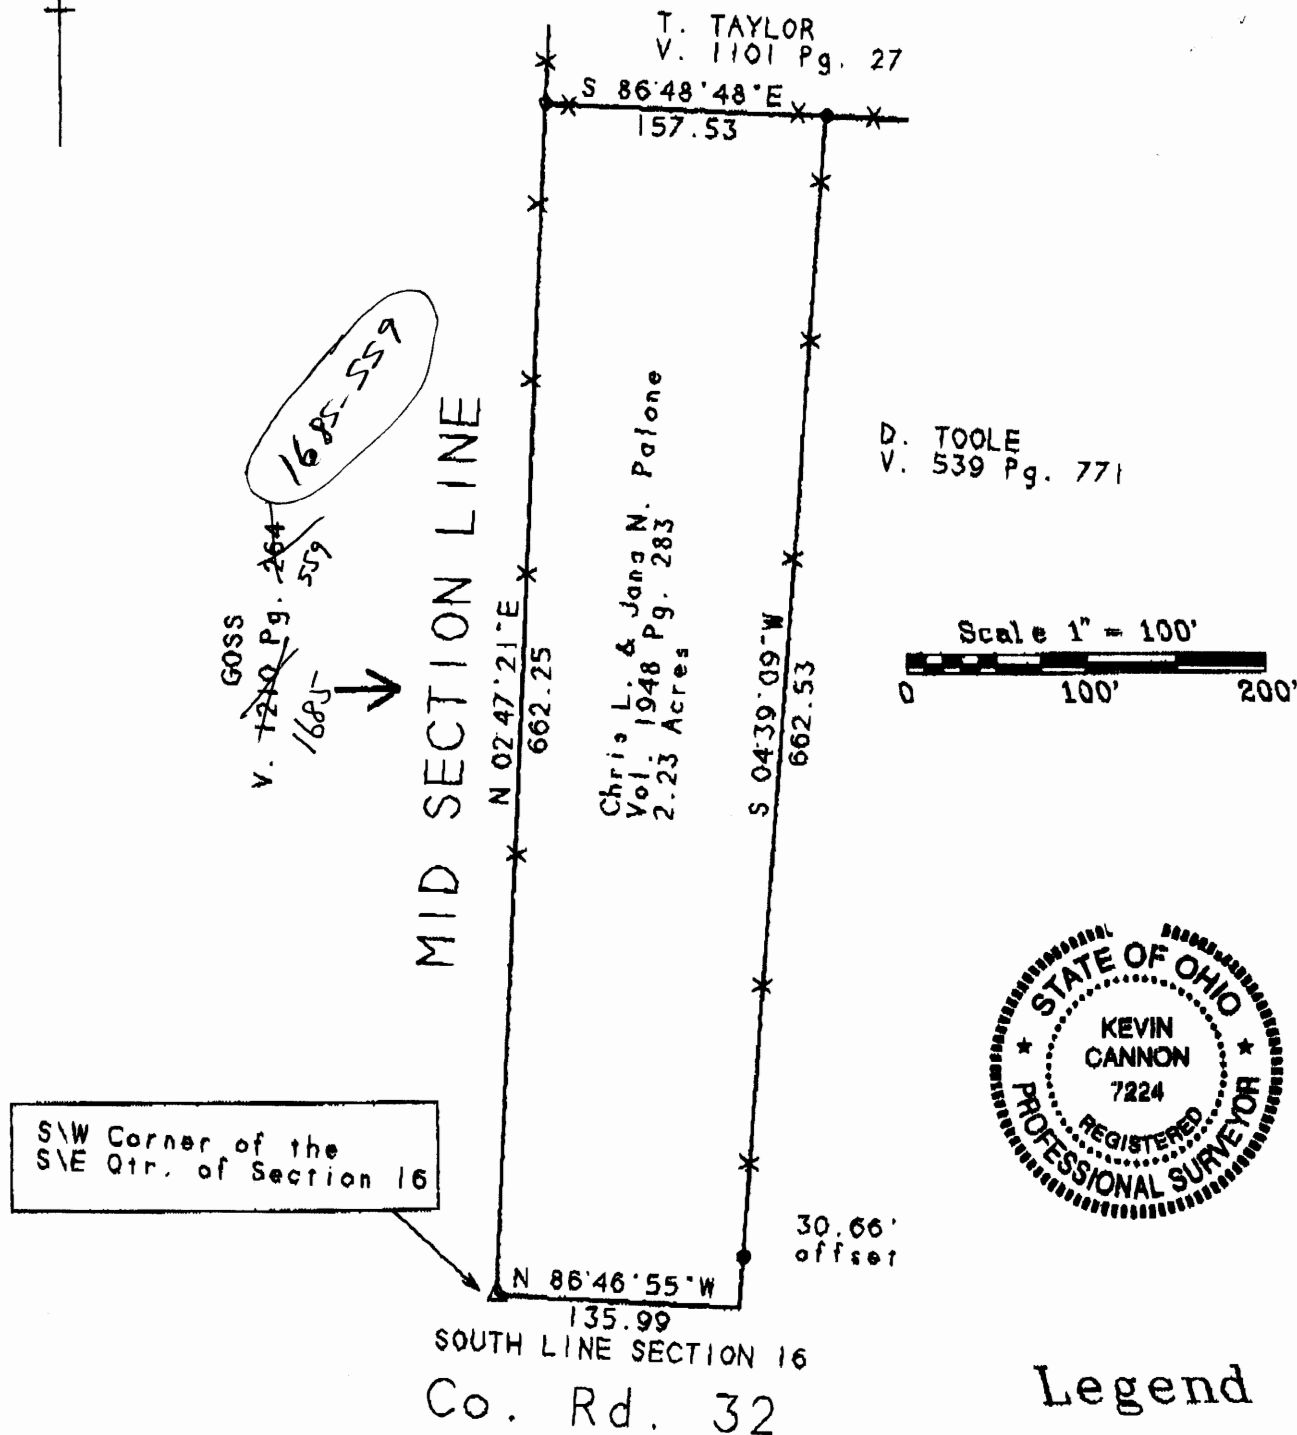 T. TAYLOR
V. 1101 Pg. 27
S 86°48'48"E
157.53
1685-559
GOSS
V. 1210 Pg. 264
1685
559
MID SECTION LINE
N 02°47'21"E
662.25
Chris L. & Jana N. Palone
Vol. 1948 Pg. 283
2.23 Acres
S 04°39'09"W
662.53
D. TOOLE
V. 539 Pg. 771
Scale 1" = 100'
0 100' 200'
STATE OF OHIO
KEVIN
CANNON
7224
REGISTERED
PROFESSIONAL SURVEYOR
S\W Corner of the
S\E Qtr. of Section 16
30.66'
offset
N 86°46'55"W
135.99
SOUTH LINE SECTION 16
Co. Rd. 32
Legend